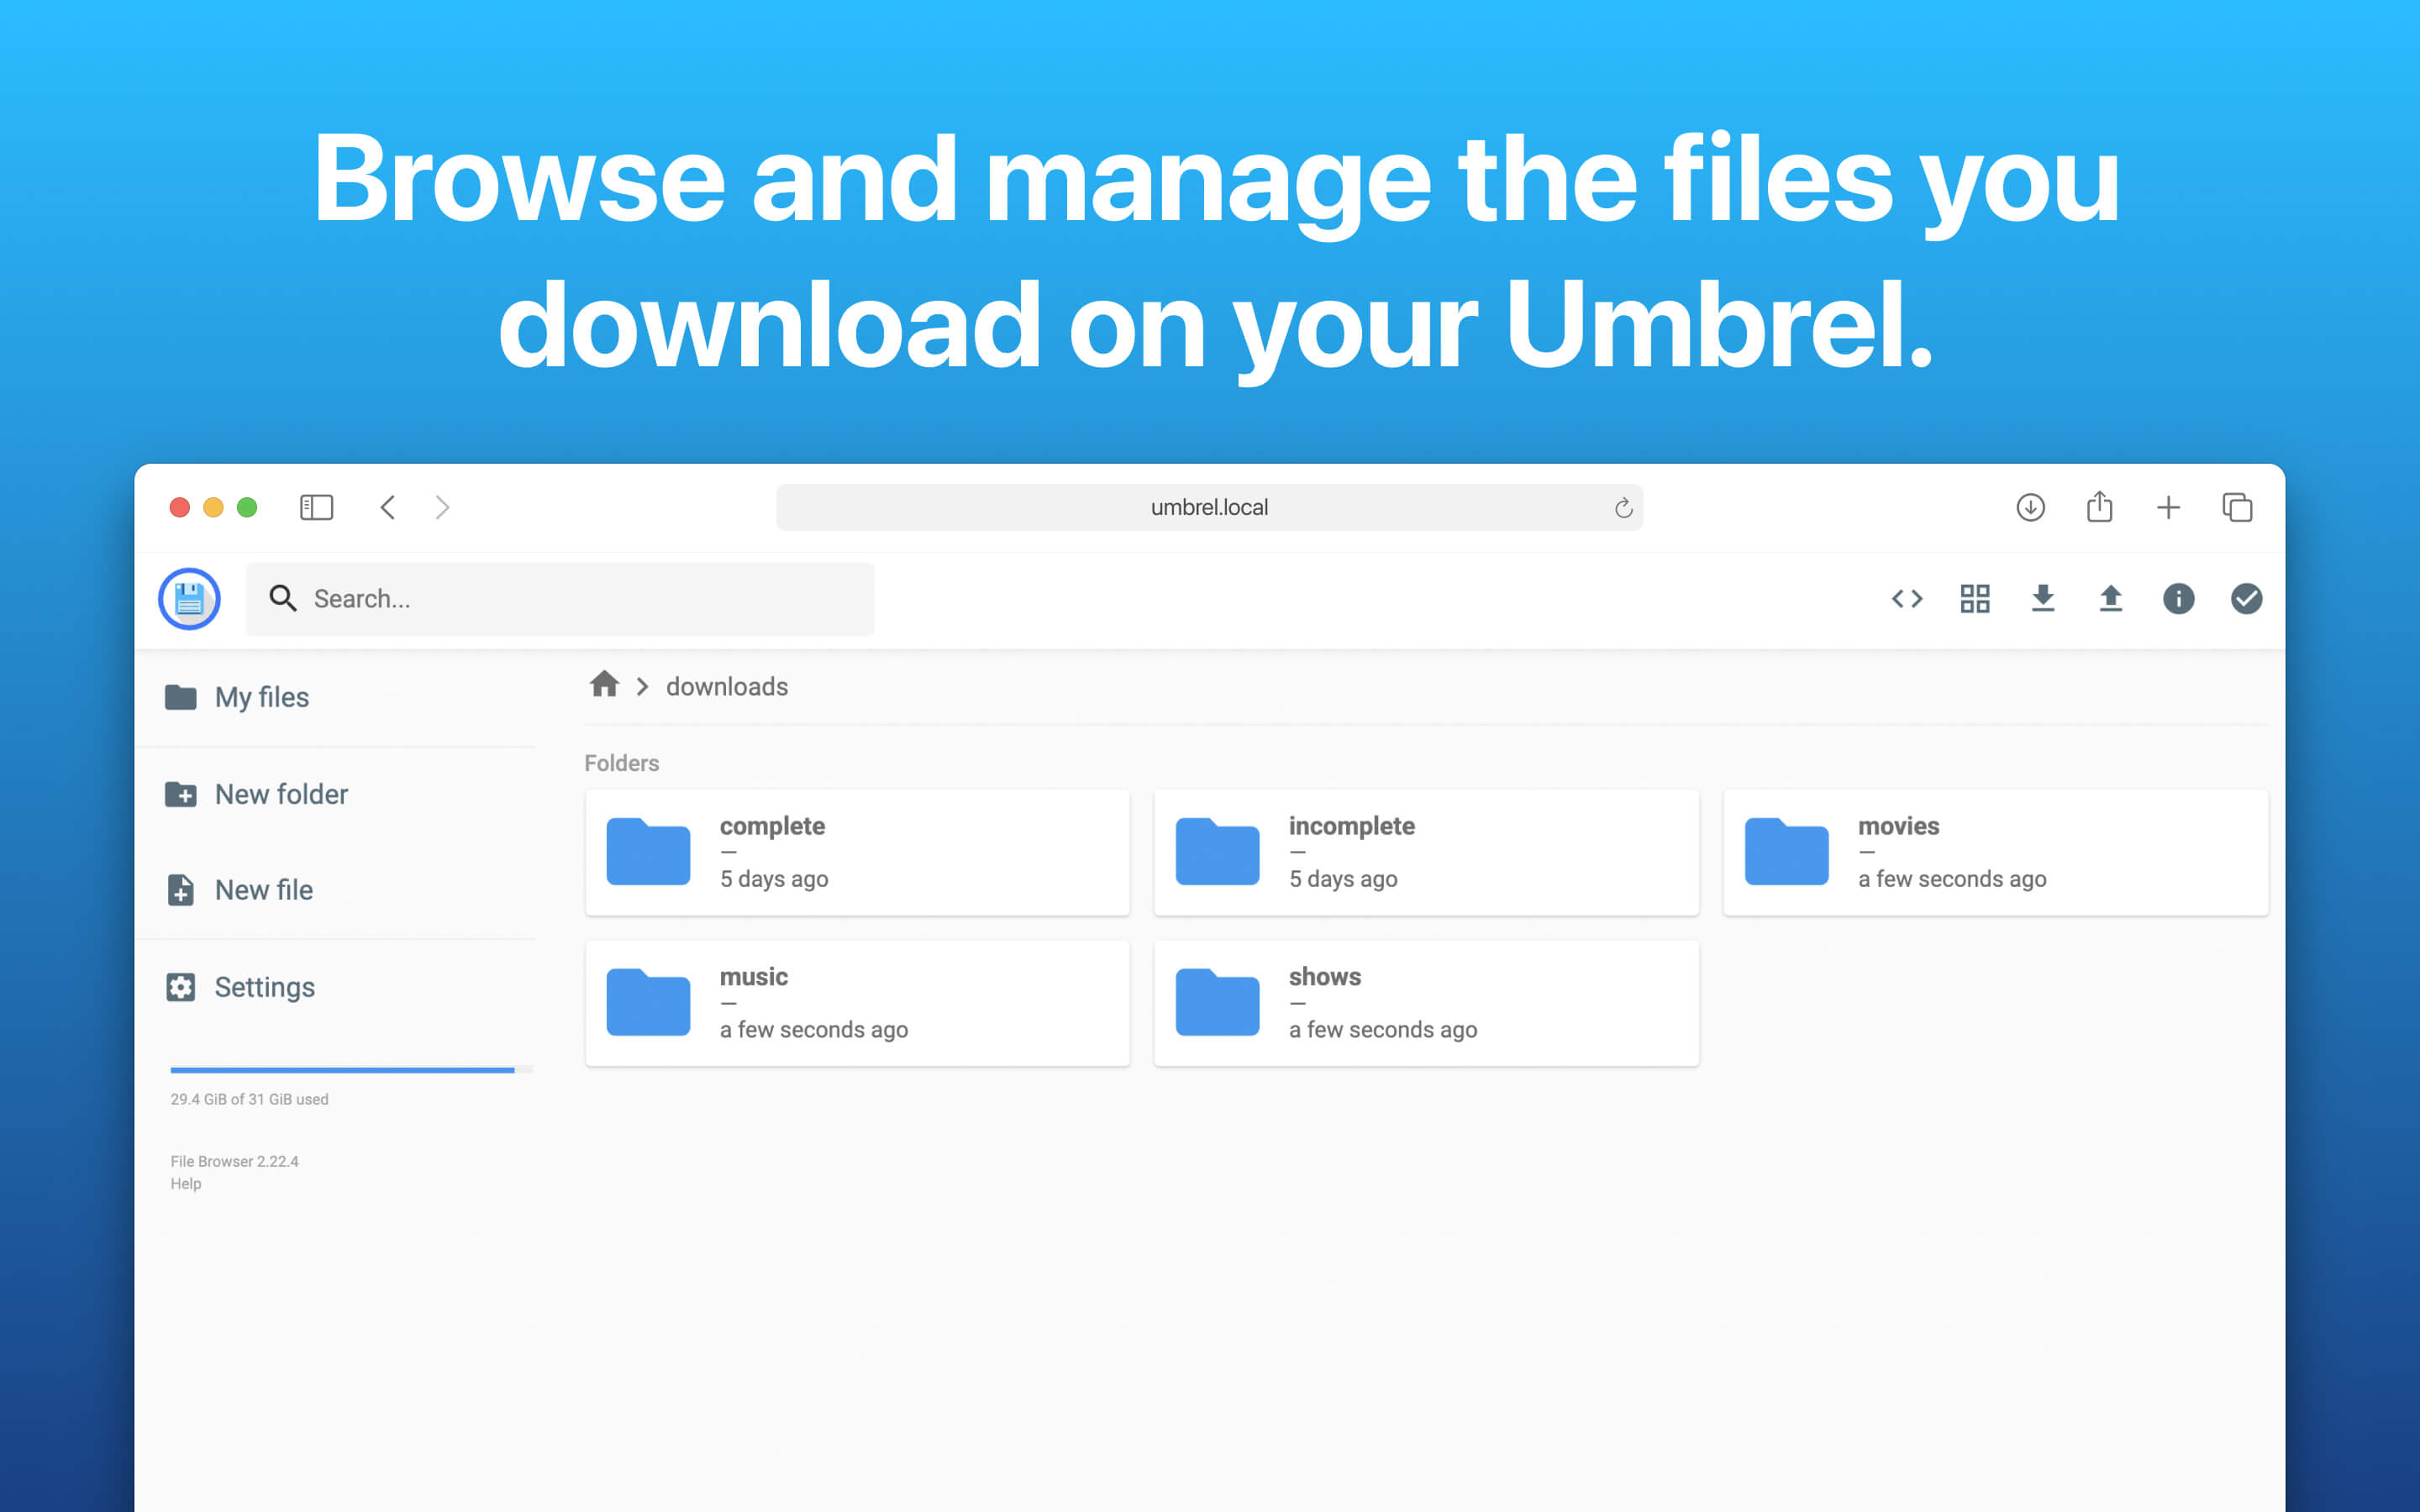 Browse and manage the files you
download on your Umbrel.
umbrel.local
Search...
My files
New folder
New file
Settings
29.4 GiB of 31 GiB used
File Browser 2.22.4
Help
downloads
Folders
complete
—
5 days ago
incomplete
—
5 days ago
movies
—
a few seconds ago
music
—
a few seconds ago
shows
—
a few seconds ago